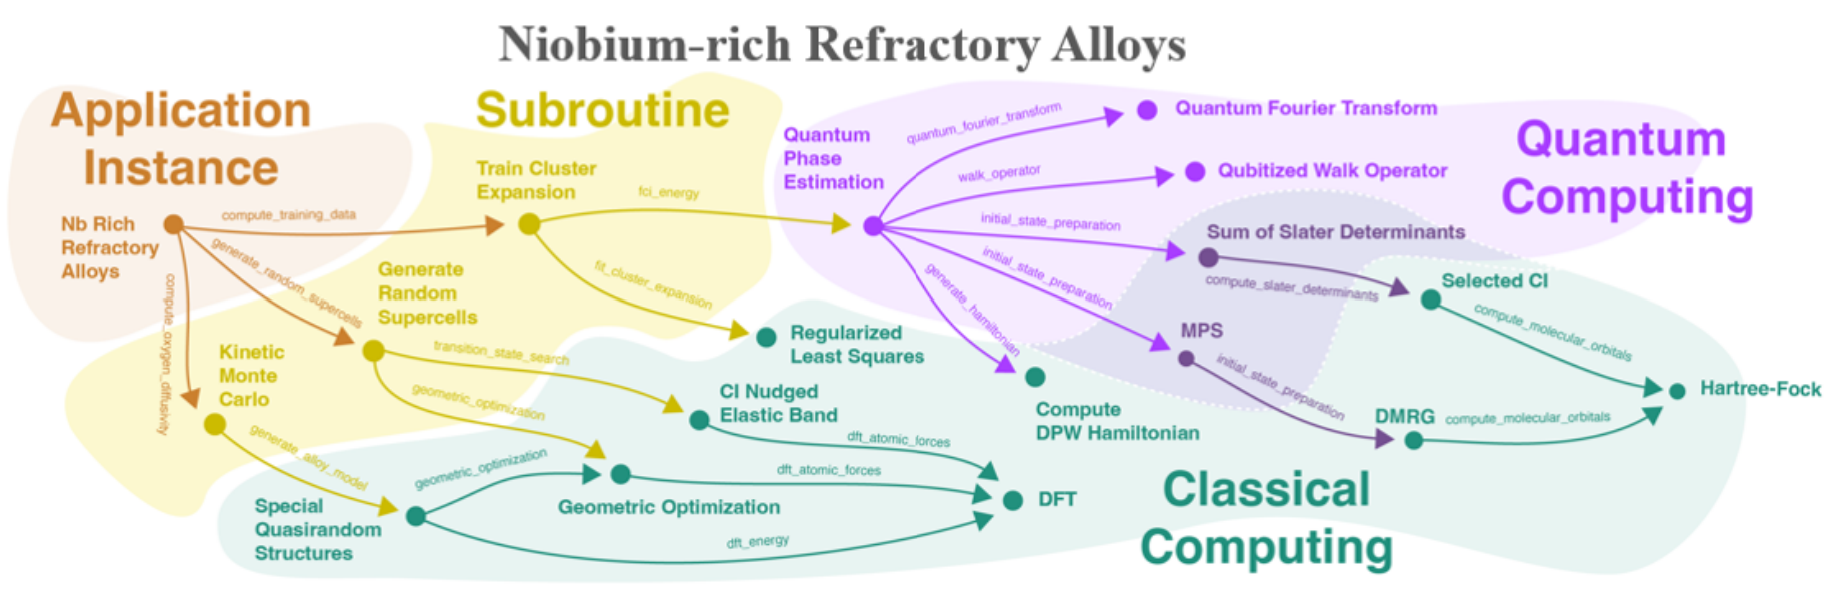 Niobium-rich Refractory Alloys
Application
Instance
Subroutine
Quantum
Computing
Classical
Computing
Nb Rich
Refractory
Alloys
compute_training_data
generate_random_supercells
compute_oxygen_diffusivity
Train Cluster
Expansion
fci_energy
fit_cluster_expansion
Generate
Random
Supercells
transition_state_search
geometric_optimization
Kinetic
Monte
Carlo
generate_alloy_model
Quantum
Phase
Estimation
quantum_fourier_transform
walk_operator
initial_state_preparation
initial_state_preparation
generate_hamiltonian
Quantum Fourier Transform
Qubitized Walk Operator
Sum of Slater Determinants
compute_slater_determinants
MPS
initial_state_preparation
Selected CI
compute_molecular_orbitals
DMRG
compute_molecular_orbitals
Hartree-Fock
Regularized
Least Squares
CI Nudged
Elastic Band
dft_atomic_forces
Compute
DPW Hamiltonian
Special
Quasirandom
Structures
geometric_optimization
dft_energy
Geometric Optimization
dft_atomic_forces
DFT